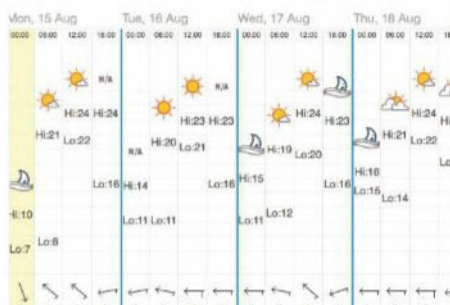 Mon, 15 Aug Tue, 16 Aug Wed, 17 Aug Thu, 18 Aug
00:00 06:00 12:00 18:00 00:00 06:00 12:00 18:00 00:00 06:00 12:00 18:00 00:00 06:00 12:00
N/A N/A
Hi:24 Hi:24 Hi:23 Hi:23 Hi:24 Hi:23 Hi:24
Hi:21 Lo:22 Hi:20 Lo:21 Hi:19 Lo:20 Hi:21 Lo:22
N/A
Hi:14 Lo:16 Lo:16 Hi:15 Lo:16 Hi:16
Lo:15 Lo:14
Hi:10 Lo:11 Lo:11 Lo:11 Lo:12
Lo:7 Lo:8